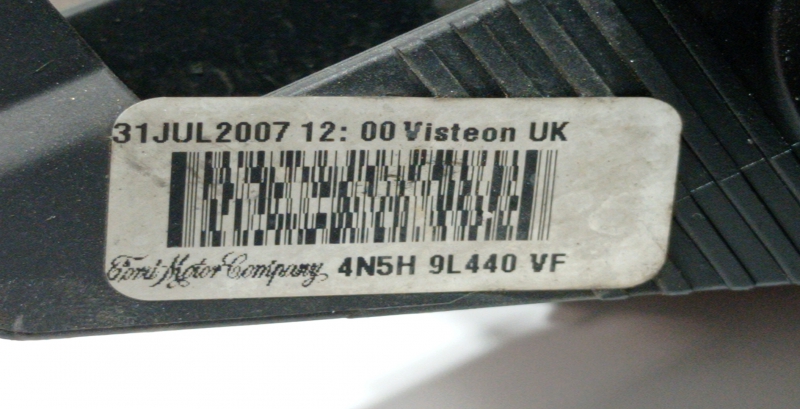 31JUL2007 12: 00 Visteon UK
Ford Motor Company 4N5H 9L440 VF